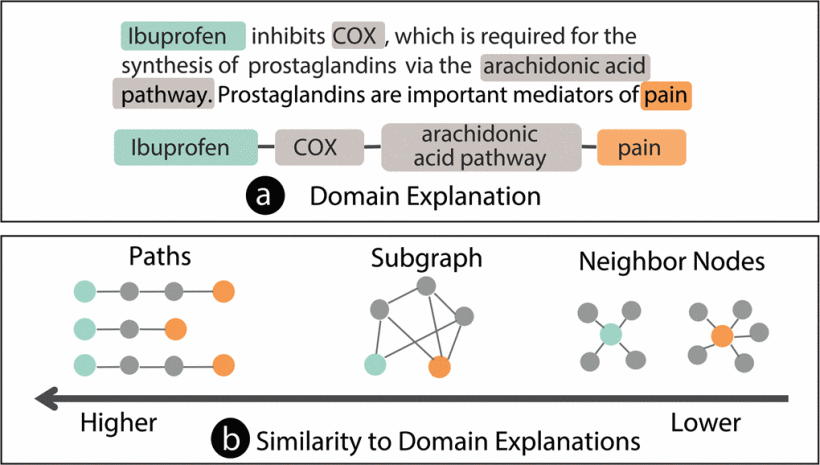 Ibuprofen inhibits COX, which is required for the
synthesis of prostaglandins via the arachidonic acid
pathway. Prostaglandins are important mediators of pain
Ibuprofen COX arachidonic acid pathway pain
a Domain Explanation
Paths Subgraph Neighbor Nodes
Higher Lower
b Similarity to Domain Explanations